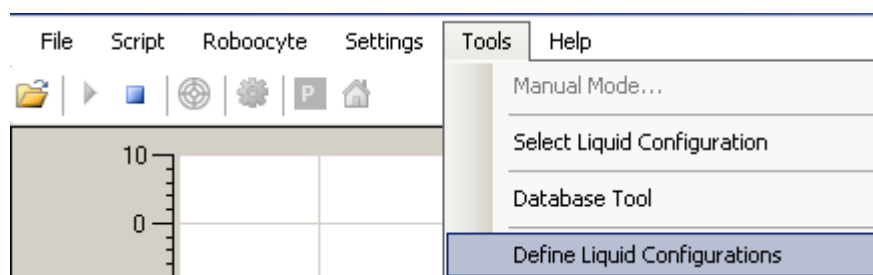 File Script Roboocyte Settings Tools Help
Manual Mode...
P
Select Liquid Configuration
10
Database Tool
0
Define Liquid Configurations